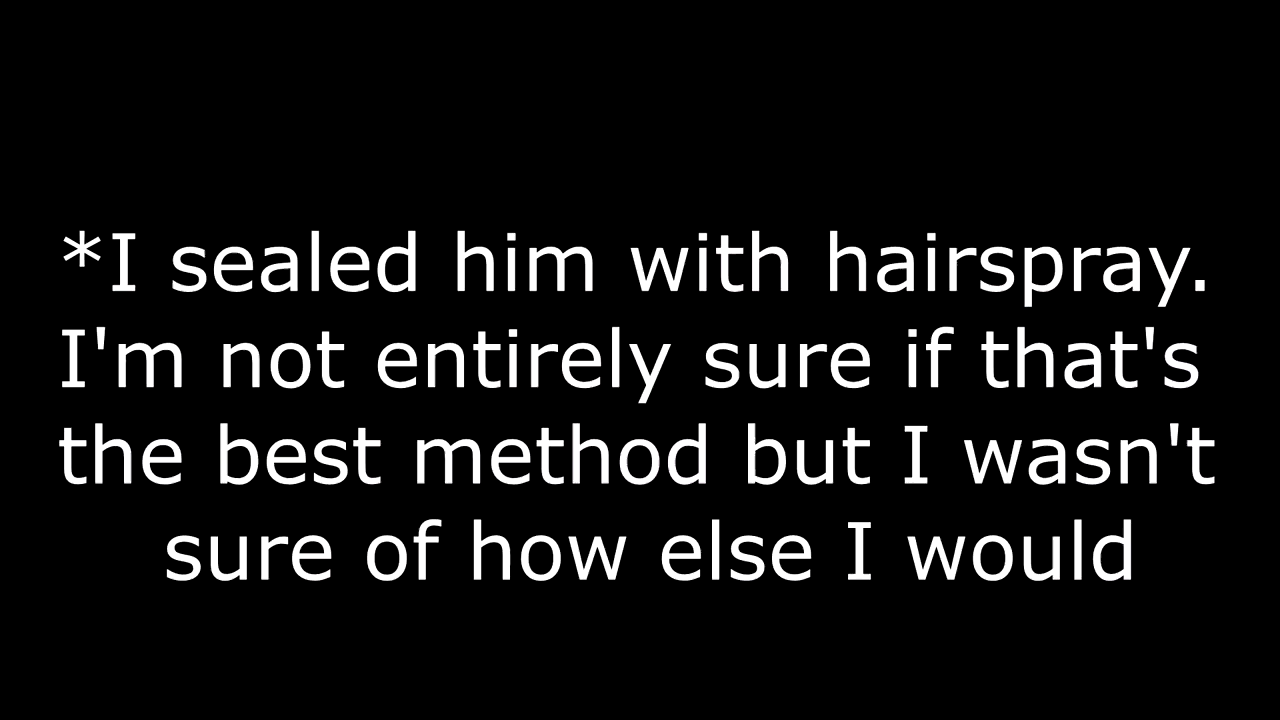 *I sealed him with hairspray.
I'm not entirely sure if that's
the best method but I wasn't
sure of how else I would